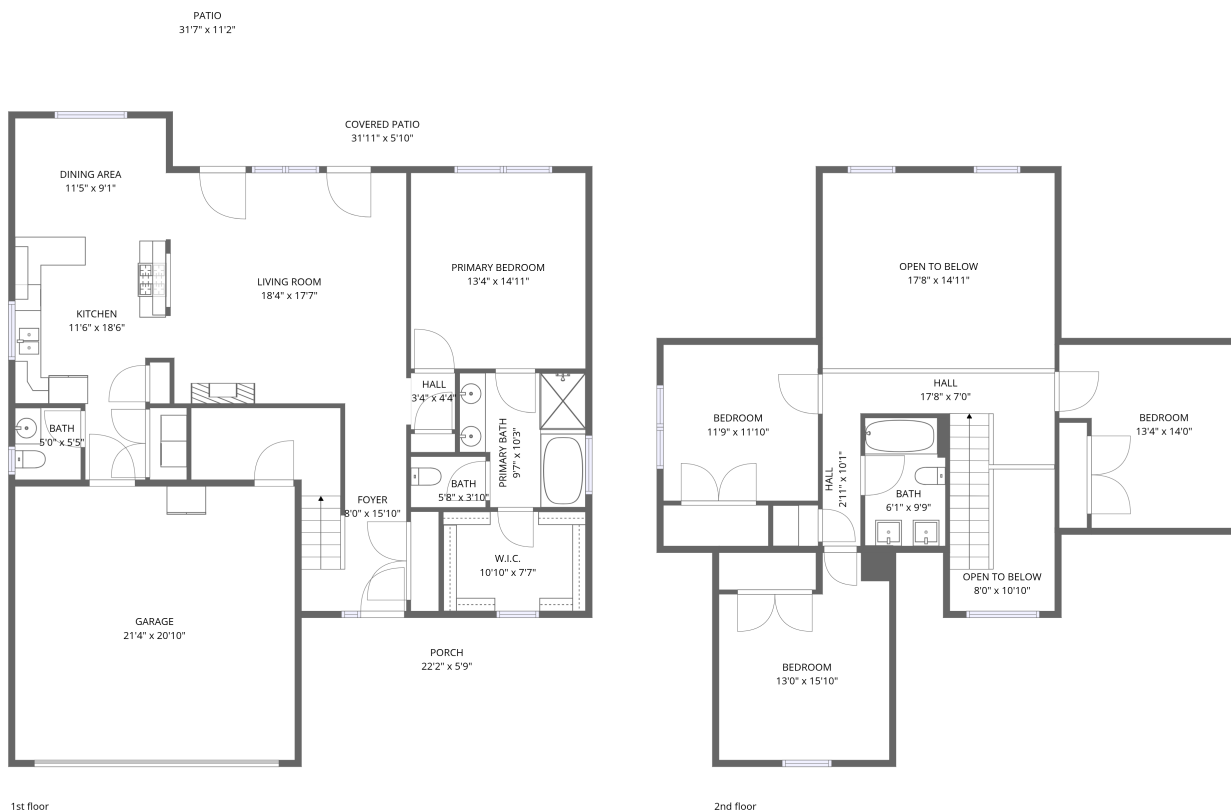 PATIO
31'7" x 11'2"
COVERED PATIO
31'11" x 5'10"
DINING AREA
11'5" x 9'1"
PRIMARY BEDROOM
13'4" x 14'11"
LIVING ROOM
18'4" x 17'7"
KITCHEN
11'6" x 18'6"
HALL
3'4" x 4'4"
BATH
5'0" x 5'5"
PRIMARY BATH
9'7" x 10'3"
BATH
5'8" x 3'10"
FOYER
8'0" x 15'10"
W.I.C.
10'10" x 7'7"
GARAGE
21'4" x 20'10"
PORCH
22'2" x 5'9"
1st floor
OPEN TO BELOW
17'8" x 14'11"
HALL
17'8" x 7'0"
BEDROOM
11'9" x 11'10"
BEDROOM
13'4" x 14'0"
HALL
2'11" x 10'1"
BATH
6'1" x 9'9"
OPEN TO BELOW
8'0" x 10'10"
BEDROOM
13'0" x 15'10"
2nd floor